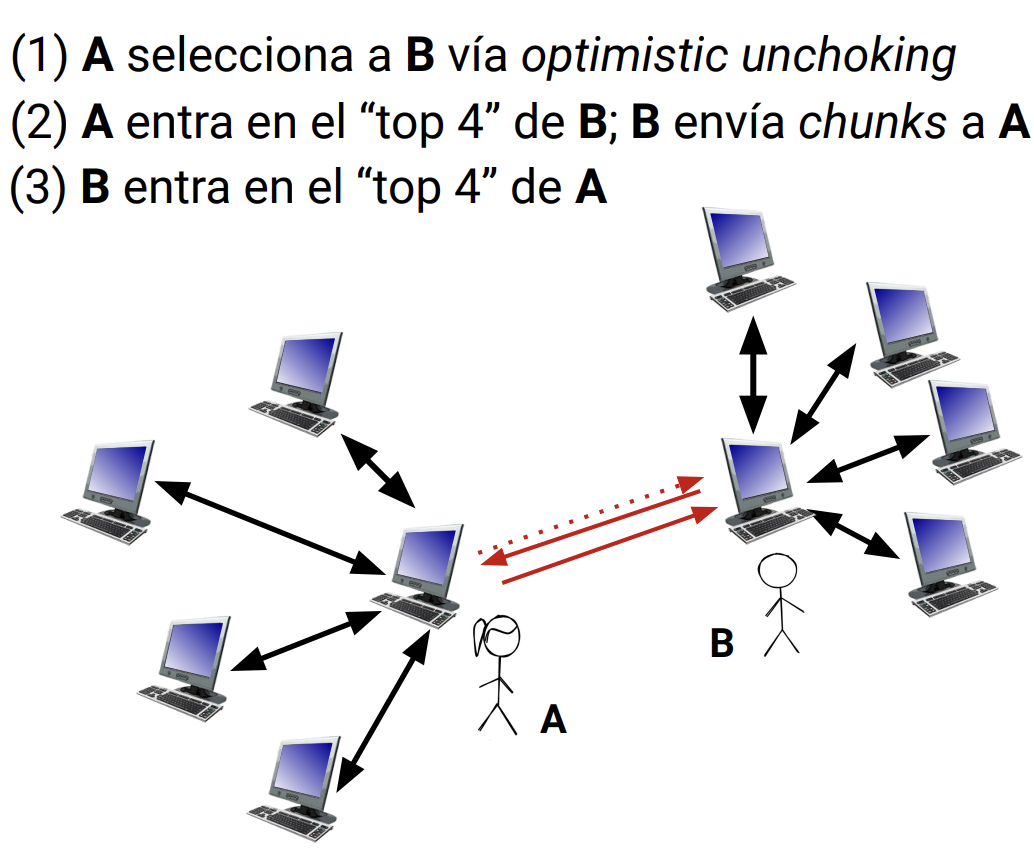 (1) A selecciona a B vía optimistic unchoking
(2) A entra en el “top 4” de B; B envía chunks a A
(3) B entra en el “top 4” de A
B
A